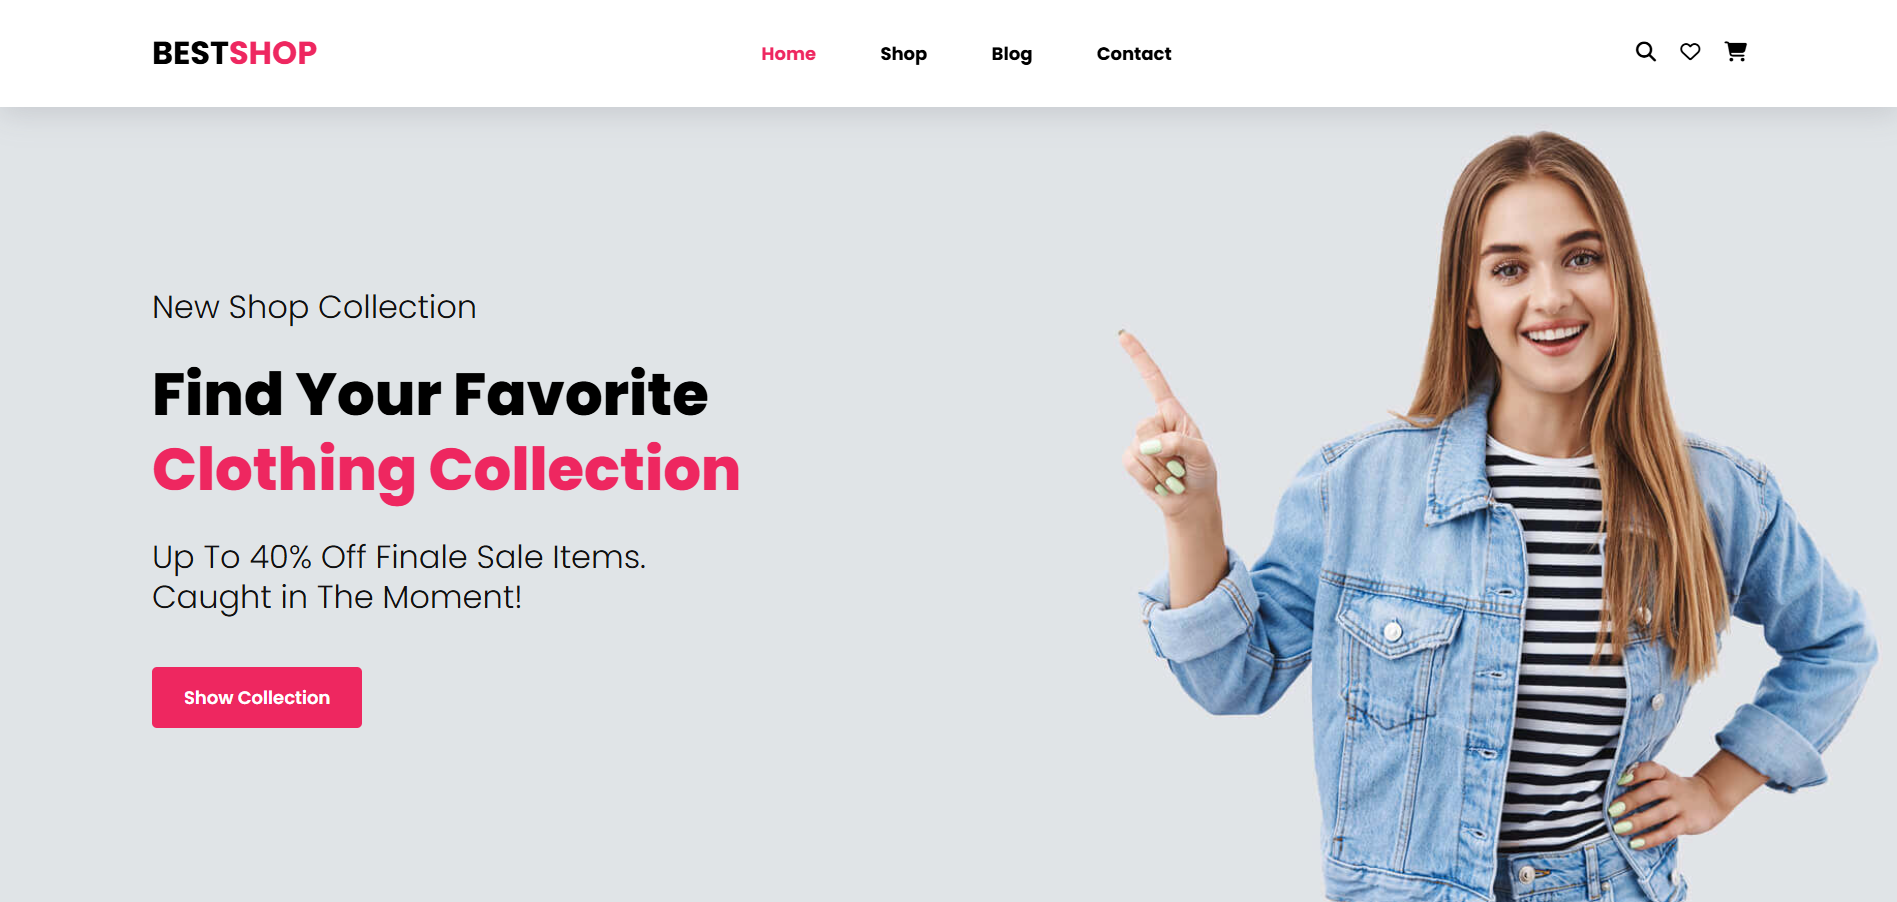 BESTSHOP
Home
Shop
Blog
Contact
New Shop Collection
Find Your Favorite
Clothing Collection
Up To 40% Off Finale Sale Items.
Caught in The Moment!
Show Collection